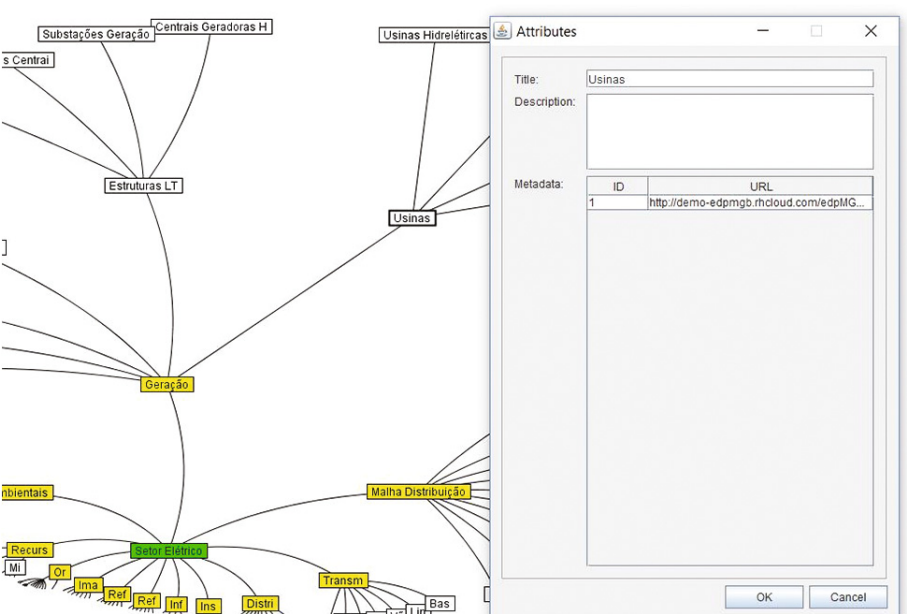 Substações Geração
Centrais Geradoras H
s Centrai
Usinas Hidrelétircas
Estruturas LT
Usinas
Geração
mbientais
Malha Distribuição
Setor Elétrico
Recurs
Mi
Or
Ima
Ref
Ref
Inf
Ins
Distri
Transm
Bas
Attributes
Title:
Usinas
Description:
Metadata:
ID
URL
1
http://demo-edpmgb.rhcloud.com/edpMG...
OK
Cancel